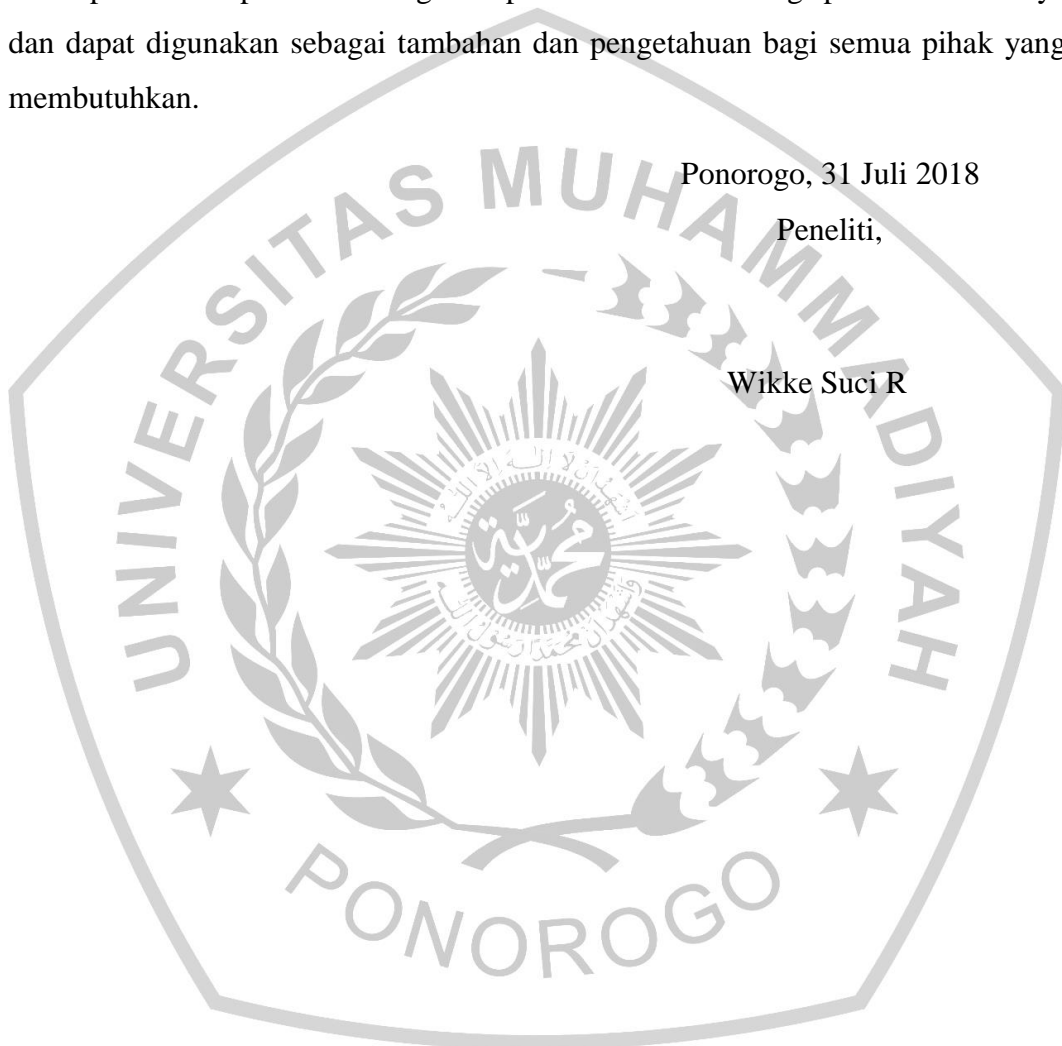 dan dapat digunakan sebagai tambahan dan pengetahuan bagi semua pihak yang
membutuhkan.
Ponorogo, 31 Juli 2018
Peneliti,
Wikke Suci R
UNIVERSITAS MUHAMMADIYAH
PONOROGO